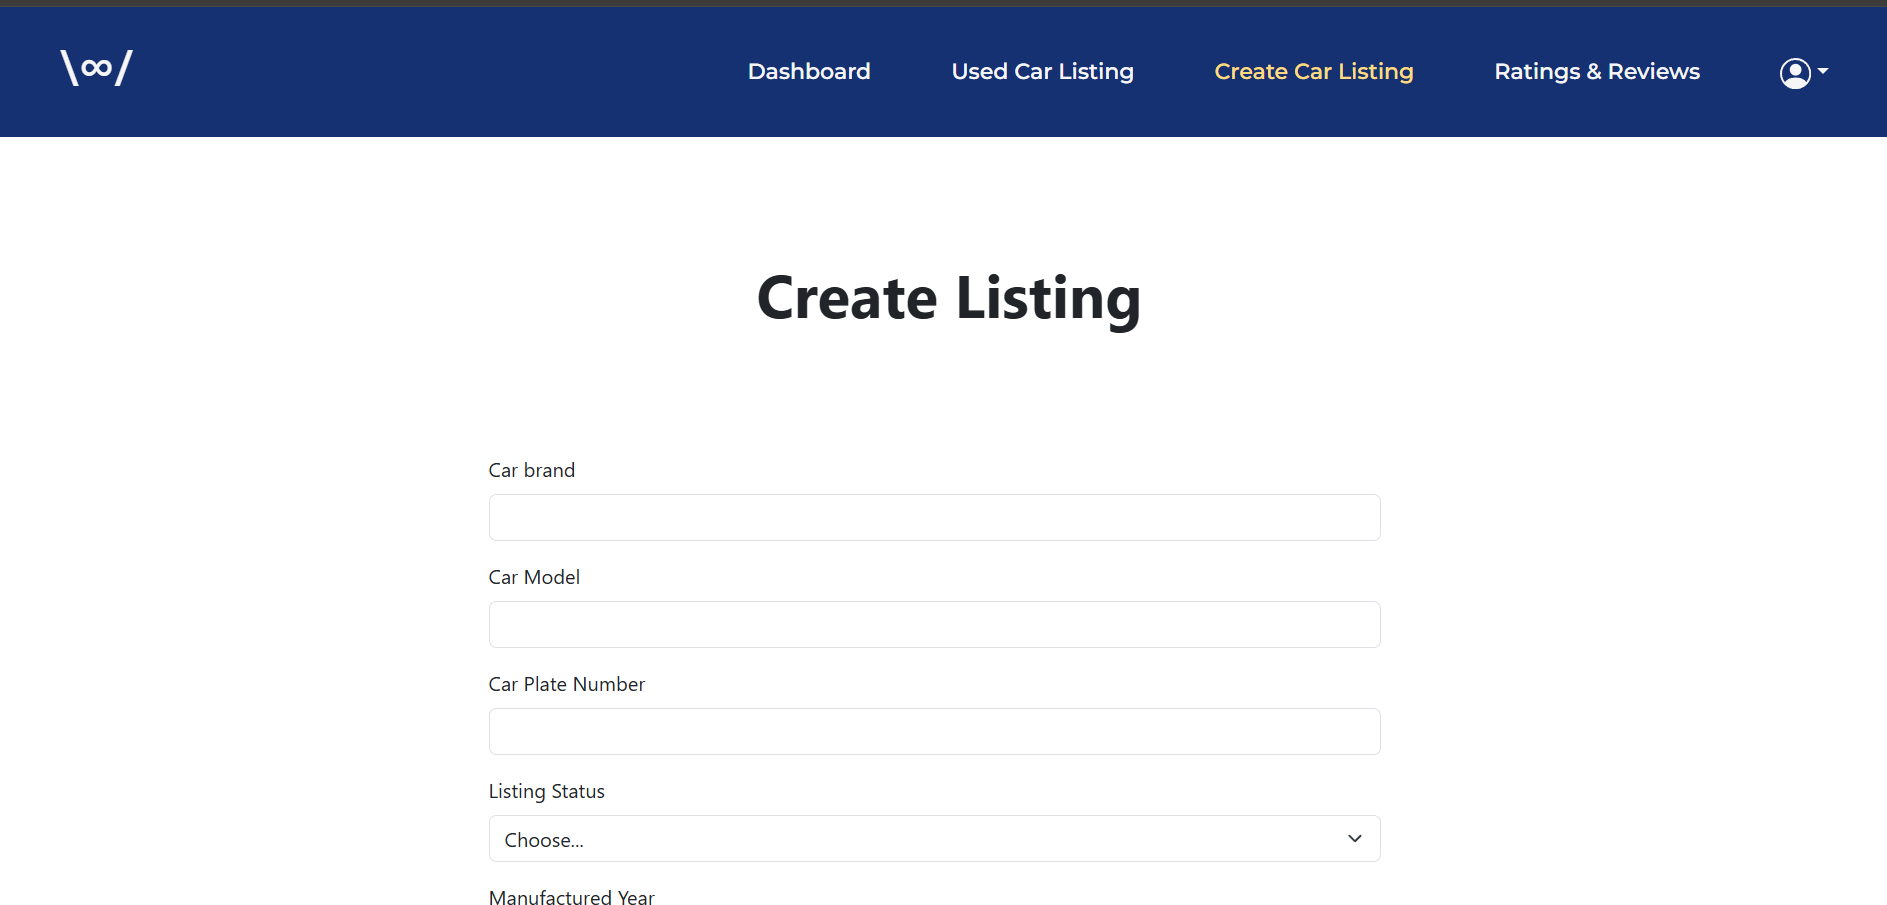 \∞/
Dashboard Used Car Listing Create Car Listing Ratings & Reviews
Create Listing
Car brand
Car Model
Car Plate Number
Listing Status
Choose...
Manufactured Year